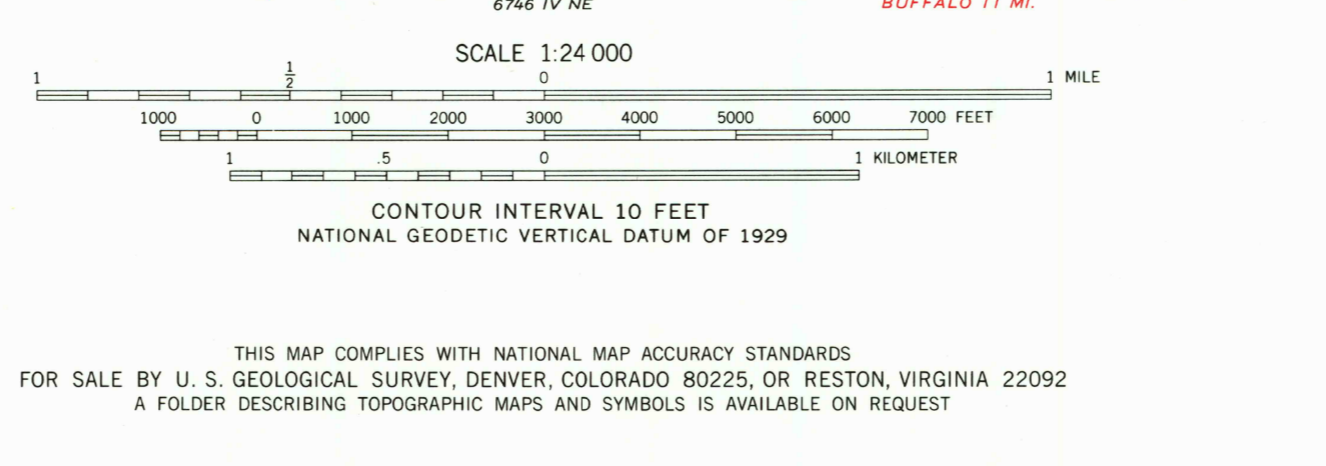 6746 IV NE
BUFFALO 11 MI.
SCALE 1:24 000
1 1/2 0 1 MILE
1000 0 1000 2000 3000 4000 5000 6000 7000 FEET
1 .5 0 1 KILOMETER
CONTOUR INTERVAL 10 FEET
NATIONAL GEODETIC VERTICAL DATUM OF 1929
THIS MAP COMPLIES WITH NATIONAL MAP ACCURACY STANDARDS
FOR SALE BY U. S. GEOLOGICAL SURVEY, DENVER, COLORADO 80225, OR RESTON, VIRGINIA 22092
A FOLDER DESCRIBING TOPOGRAPHIC MAPS AND SYMBOLS IS AVAILABLE ON REQUEST